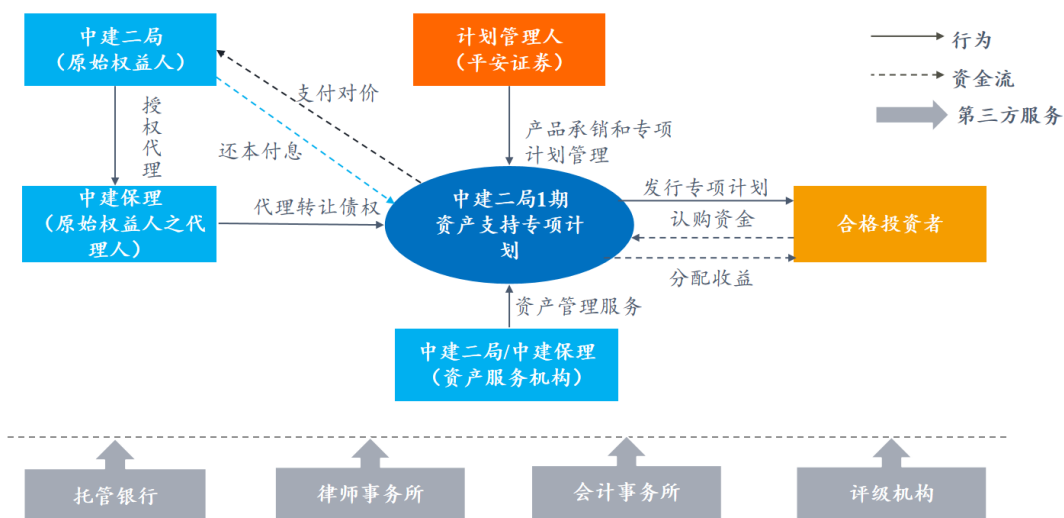 中建二局
（原始权益人）
计划管理人
（平安证券）
行为
资金流
第三方服务
授
权
代
理
支付对价
还本付息
产品承销和专项
计划管理
中建保理
（原始权益人之代
理人）
代理转让债权
中建二局1期
资产支持专项计
划
发行专项计划
认购资金
分配收益
合格投资者
资产管理服务
中建二局/中建保理
（资产服务机构）
托管银行
律师事务所
会计事务所
评级机构